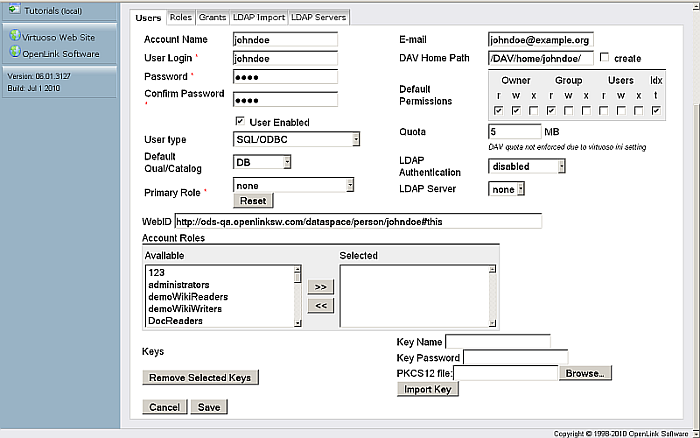 Tutorials (local)
Virtuoso Web Site
OpenLink Software
Version: 06.01.3127
Build: Jul 1 2010
Users Roles Grants LDAP Import LDAP Servers
Account Name johndoe
E-mail johndoe@example.org
User Login * johndoe
DAV Home Path /DAV/home/johndoe/ create
Password *
Confirm Password *
Default Permissions
Owner Group Users Idx
r w x r w x r w x t
User Enabled
User type SQL/ODBC
Quota 5 MB
DAV quota not enforced due to virtuoso ini setting
Default Qual/Catalog DB
LDAP Authentication disabled
Primary Role * none
LDAP Server none
Reset
WebID http://ods-qa.openlinksw.com/dataspace/person/johndoe#this
Account Roles
Available Selected
123
administrators
demoWikiReaders
demoWikiWriters
DocReaders
>>
<<
Keys
Key Name
Key Password
PKCS12 file: Browse...
Remove Selected Keys
Import Key
Cancel Save
Copyright © 1998-2010 OpenLink Software